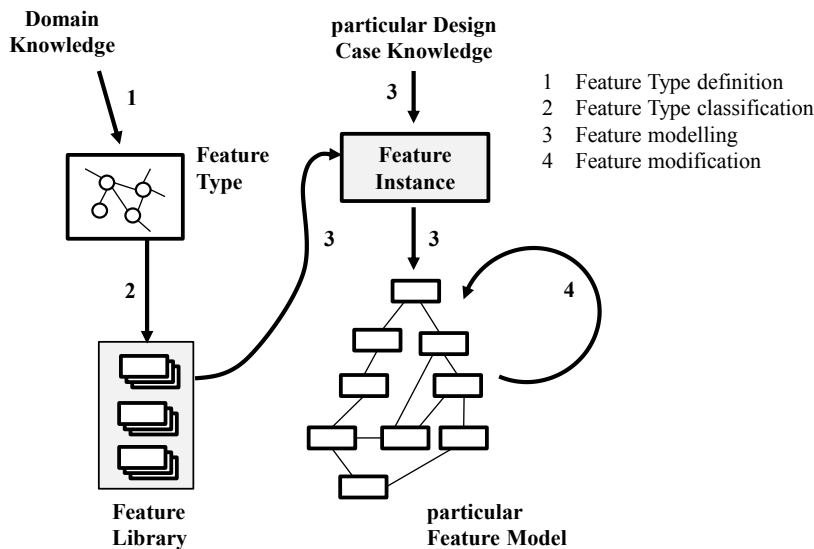 Domain
Knowledge
particular Design
Case Knowledge
1 Feature Type definition
2 Feature Type classification
3 Feature modelling
4 Feature modification
1
3
Feature
Type
Feature
Instance
3
3
2
4
Feature
Library
particular
Feature Model